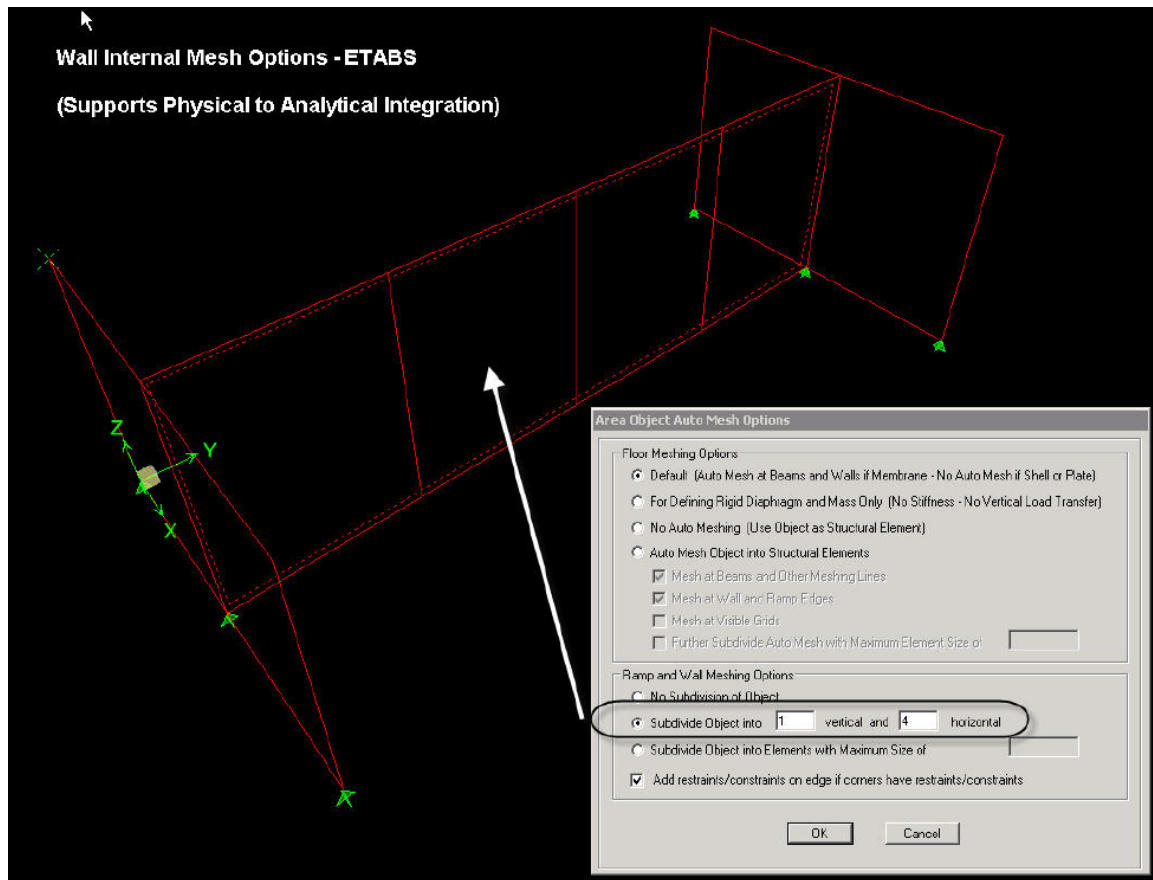 Wall Internal Mesh Options - ETABS
(Supports Physical to Analytical Integration)
Z
Y
X
Area Object Auto Mesh Options
Floor Meshing Options
Default (Auto Mesh at Beams and Walls if Membrane - No Auto Mesh if Shell or Plate)
For Defining Rigid Diaphragm and Mass Only (No Stiffness - No Vertical Load Transfer)
No Auto Meshing (Use Object as Structural Element)
Auto Mesh Object into Structural Elements
Mesh at Beams and Other Meshing Lines
Mesh at Wall and Ramp Edges
Mesh at Visible Grids
Further Subdivide Auto Mesh with Maximum Element Size of
Ramp and Wall Meshing Options
No Subdivision of Object
Subdivide Object into 1 vertical and 4 horizontal
Subdivide Object into Elements with Maximum Size of
Add restraints/constraints on edge if corners have restraints/constraints
OK Cancel